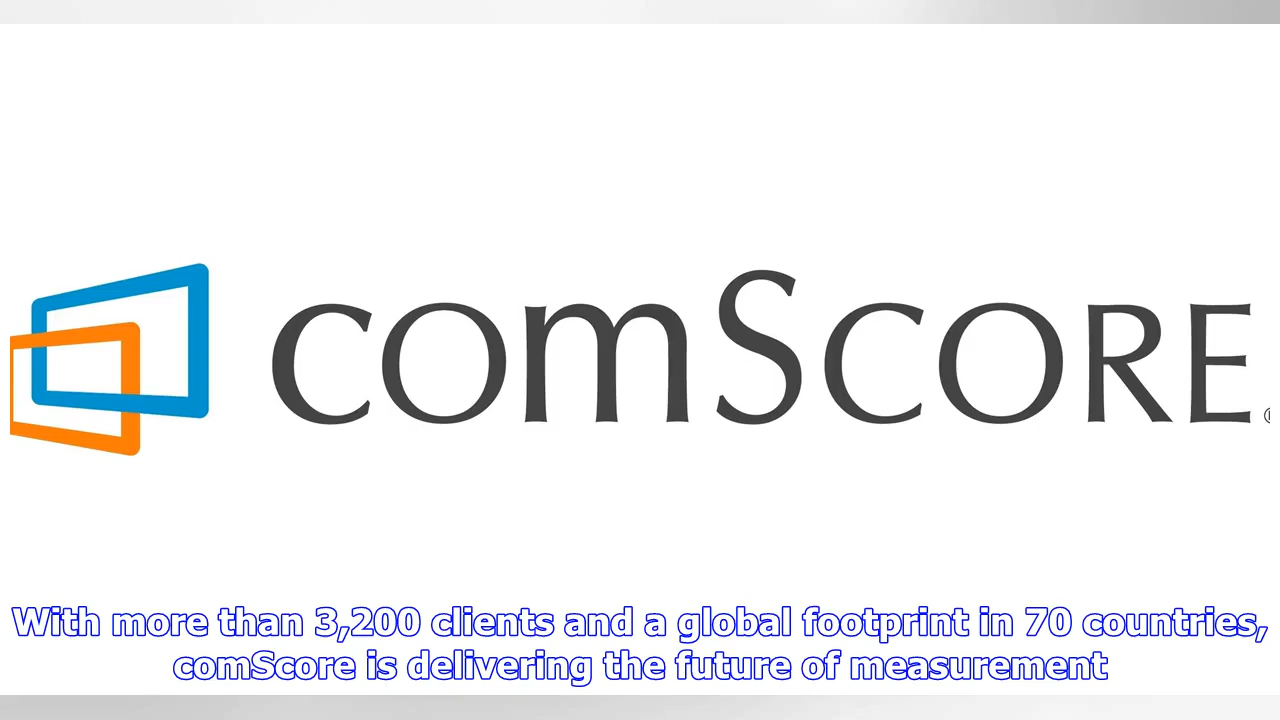 comScore®
With more than 3,200 clients and a global footprint in 70 countries,
comScore is delivering the future of measurement